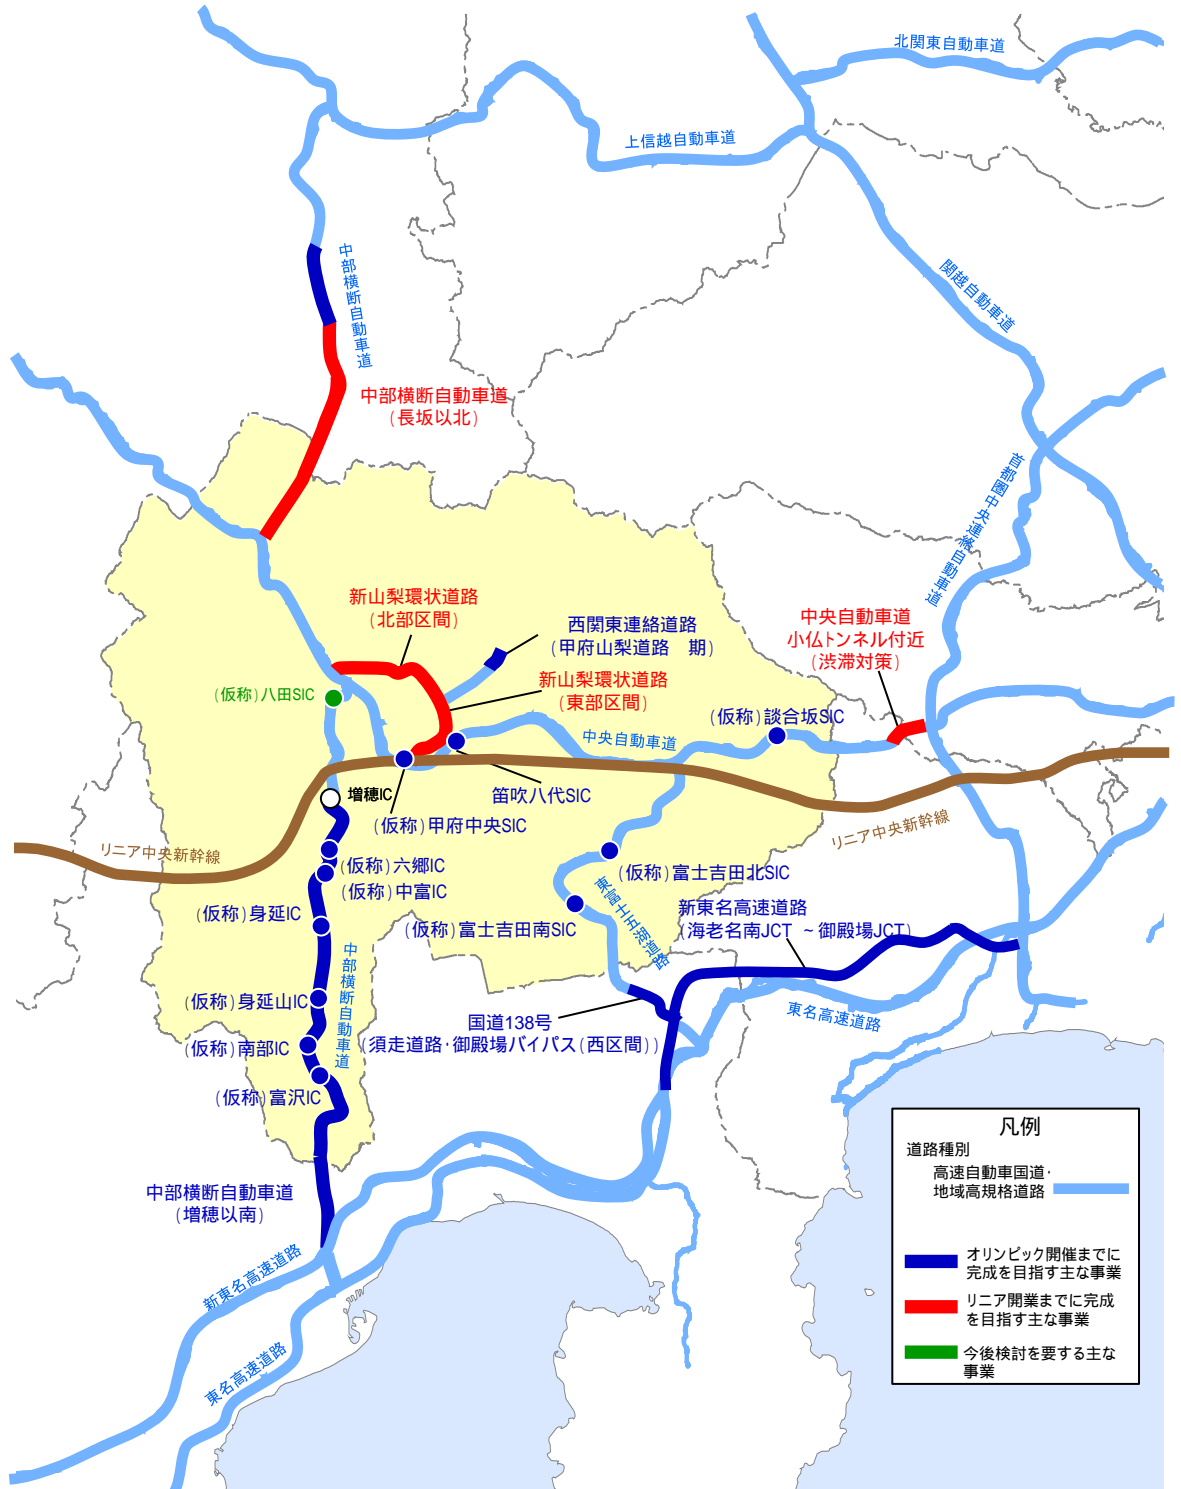 北関東自動車道
上信越自動車道
中部横断自動車道
関越自動車道
中部横断自動車道
(長坂以北)
首都圏中央連絡自動車道
新山梨環状道路
(北部区間)
西関東連絡道路
(甲府山梨道路　期)
中央自動車道
小仏トンネル付近
(渋滞対策)
(仮称)八田SIC
新山梨環状道路
(東部区間)
(仮称)談合坂SIC
中央自動車道
増穂IC
笛吹八代SIC
(仮称)甲府中央SIC
リニア中央新幹線
リニア中央新幹線
(仮称)六郷IC
(仮称)中富IC
(仮称)富士吉田北SIC
(仮称)身延IC
(仮称)富士吉田南SIC
東富士五湖道路
新東名高速道路
(海老名南JCT ~御殿場JCT)
中部横断自動車道
(仮称)身延山IC
国道138号
(須走道路・御殿場バイパス(西区間))
東名高速道路
(仮称)南部IC
(仮称)富沢IC
中部横断自動車道
(増穂以南)
新東名高速道路
東名高速道路
凡例
道路種別
高速自動車国道・
地域高規格道路
オリンピック開催までに
完成を目指す主な事業
リニア開業までに完成
を目指す主な事業
今後検討を要する主な
事業